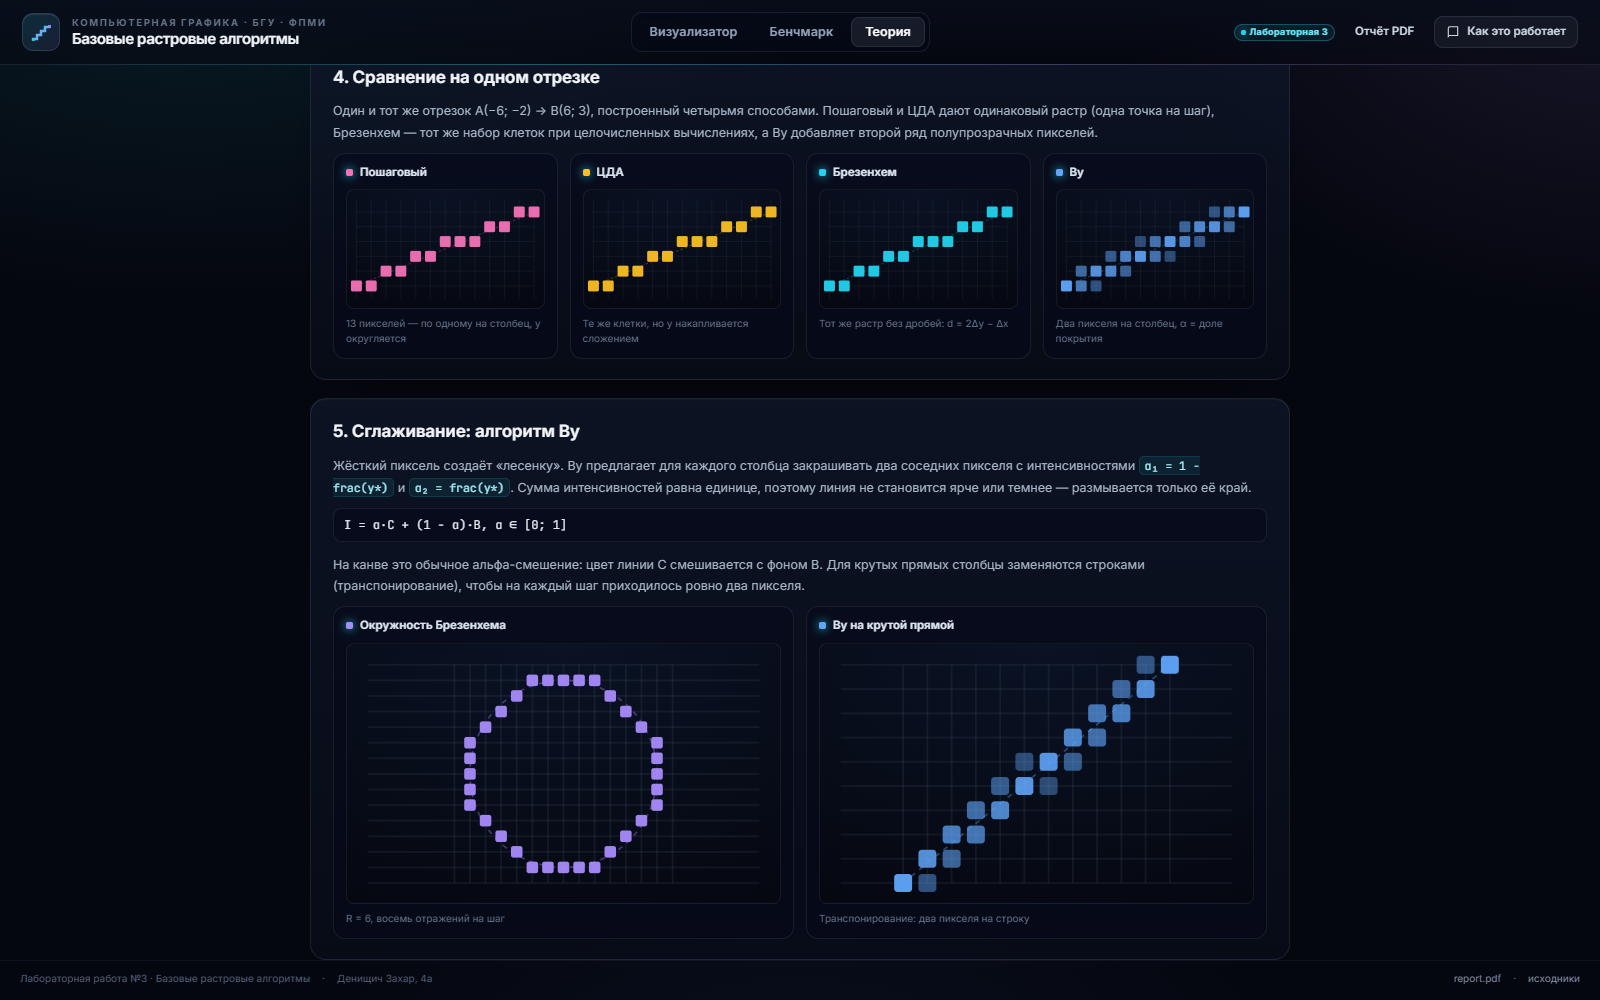 КОМПЬЮТЕРНАЯ ГРАФИКА · БГУ · ФПМИ
Базовые растровые алгоритмы
Визуализатор
Бенчмарк
Теория
Лабораторная 3
Отчёт PDF
Как это работает
4. Сравнение на одном отрезке
Один и тот же отрезок A(−6; −2) → B(6; 3), построенный четырьмя способами. Пошаговый и ЦДА дают одинаковый растр (одна точка на шаг),
Брезенхем — тот же набор клеток при целочисленных вычислениях, а Ву добавляет второй ряд полупрозрачных пикселей.
Пошаговый
13 пикселей — по одному на столбец, y
округляется
ЦДА
Те же клетки, но y накапливается
сложением
Брезенхем
Тот же растр без дробей: d = 2Δy − Δx
Ву
Два пикселя на столбец, α = доле
покрытия
5. Сглаживание: алгоритм Ву
Жёсткий пиксель создаёт «лесенку». Ву предлагает для каждого столбца закрашивать два соседних пикселя с интенсивностями α₁ = 1 -
frac(y*) и α₂ = frac(y*). Сумма интенсивностей равна единице, поэтому линия не становится ярче или темнее — размывается только её край.
I = α·C + (1 - α)·B, α ∈ [0; 1]
На канве это обычное альфа-смешение: цвет линии C смешивается с фоном B. Для крутых прямых столбцы заменяются строками
(транспонирование), чтобы на каждый шаг приходилось ровно два пикселя.
Окружность Брезенхема
R = 6, восемь отражений на шаг
Ву на крутой прямой
Транспонирование: два пикселя на строку
Лабораторная работа №3 · Базовые растровые алгоритмы · Денищич Захар, 4а
report.pdf · исходники